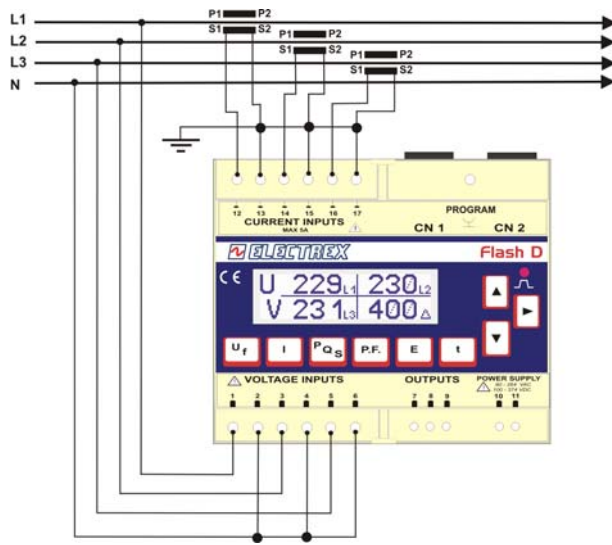 L1 P1 P2
S1 S2
L2 P1 P2
S1 S2
L3 P1 P2
S1 S2
N
12 13 14 15 16 17
CURRENT INPUTS
MAX 5A
PROGRAM
CN 1 CN 2
ELECTREX Flash D
CE
U 229 L1 230 L2
V 231 L3 400 △
Uf I PQS P.F. E t
VOLTAGE INPUTS OUTPUTS POWER SUPPLY
1 2 3 4 5 6 7 8 9 10 11